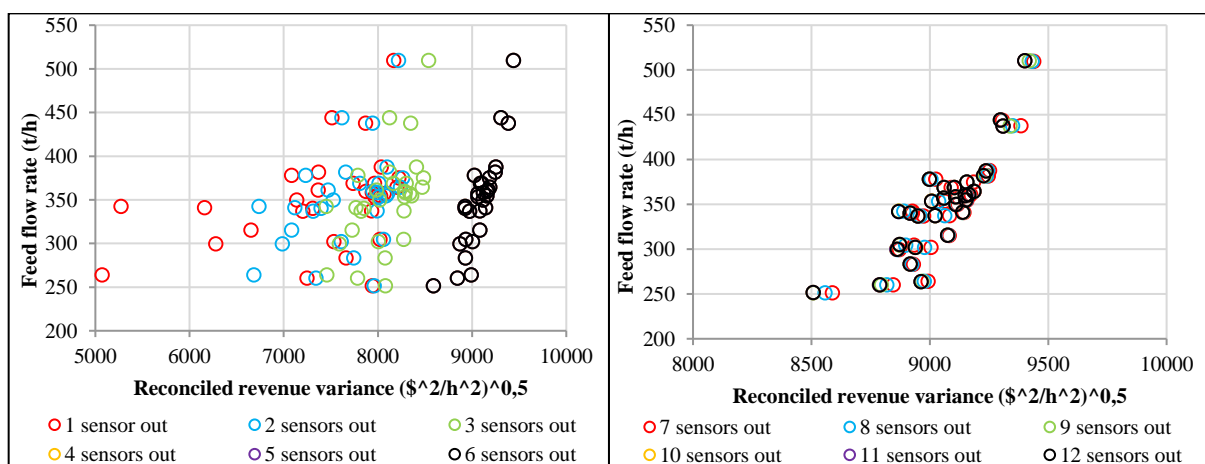 550
500
450
400
350
300
250
200
Feed flow rate (t/h)
5000 6000 7000 8000 9000 10000
Reconciled revenue variance ($^2/h^2)^0,5
1 sensor out 2 sensors out 3 sensors out
4 sensors out 5 sensors out 6 sensors out
550
500
450
400
350
300
250
200
Feed flow rate (t/h)
8000 8500 9000 9500 10000
Reconciled revenue variance ($^2/h^2)^0,5
7 sensors out 8 sensors out 9 sensors out
10 sensors out 11 sensors out 12 sensors out